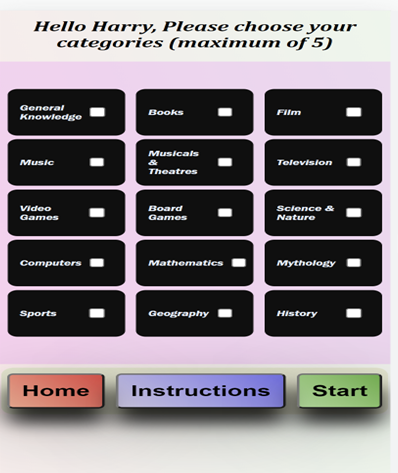 Hello Harry, Please choose your
categories (maximum of 5)
General
Knowledge
Books
Film
Music
Musicals
&
Theatres
Television
Video
Games
Board
Games
Science &
Nature
Computers
Mathematics
Mythology
Sports
Geography
History
Home
Instructions
Start